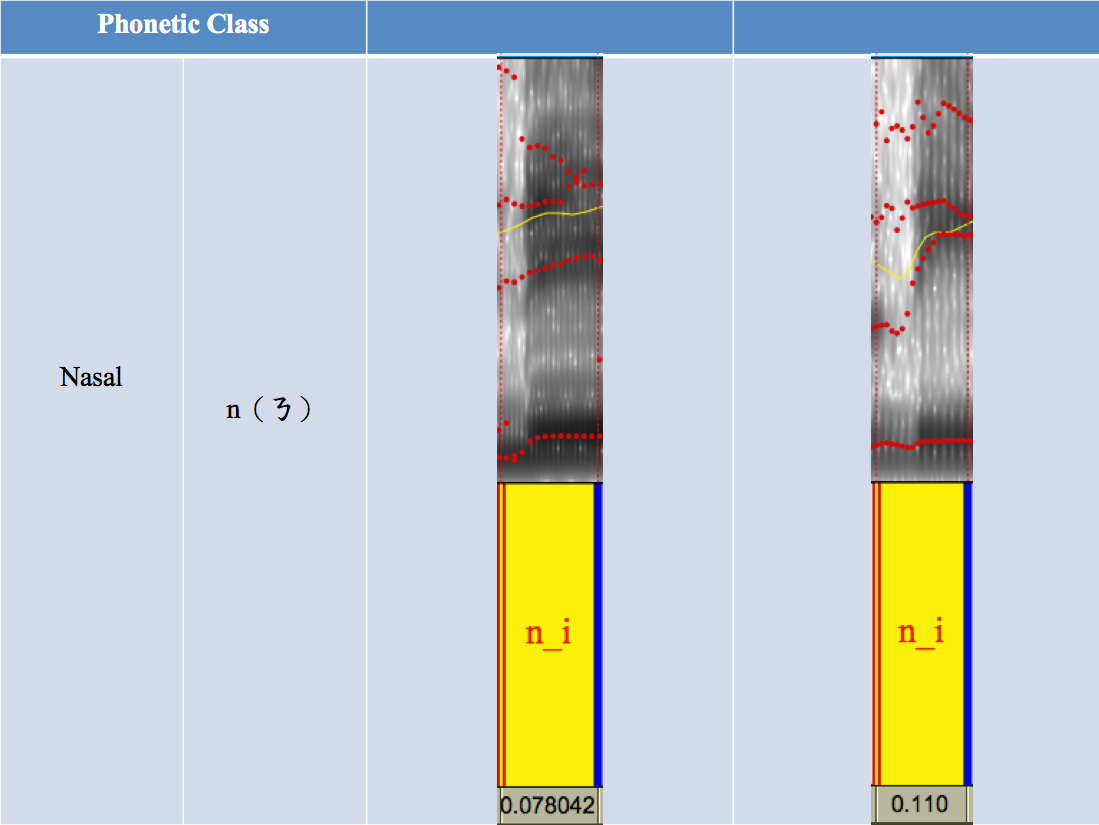 Phonetic Class
Nasal
n（ㄋ）
n_i
n_i
0.078042
0.110